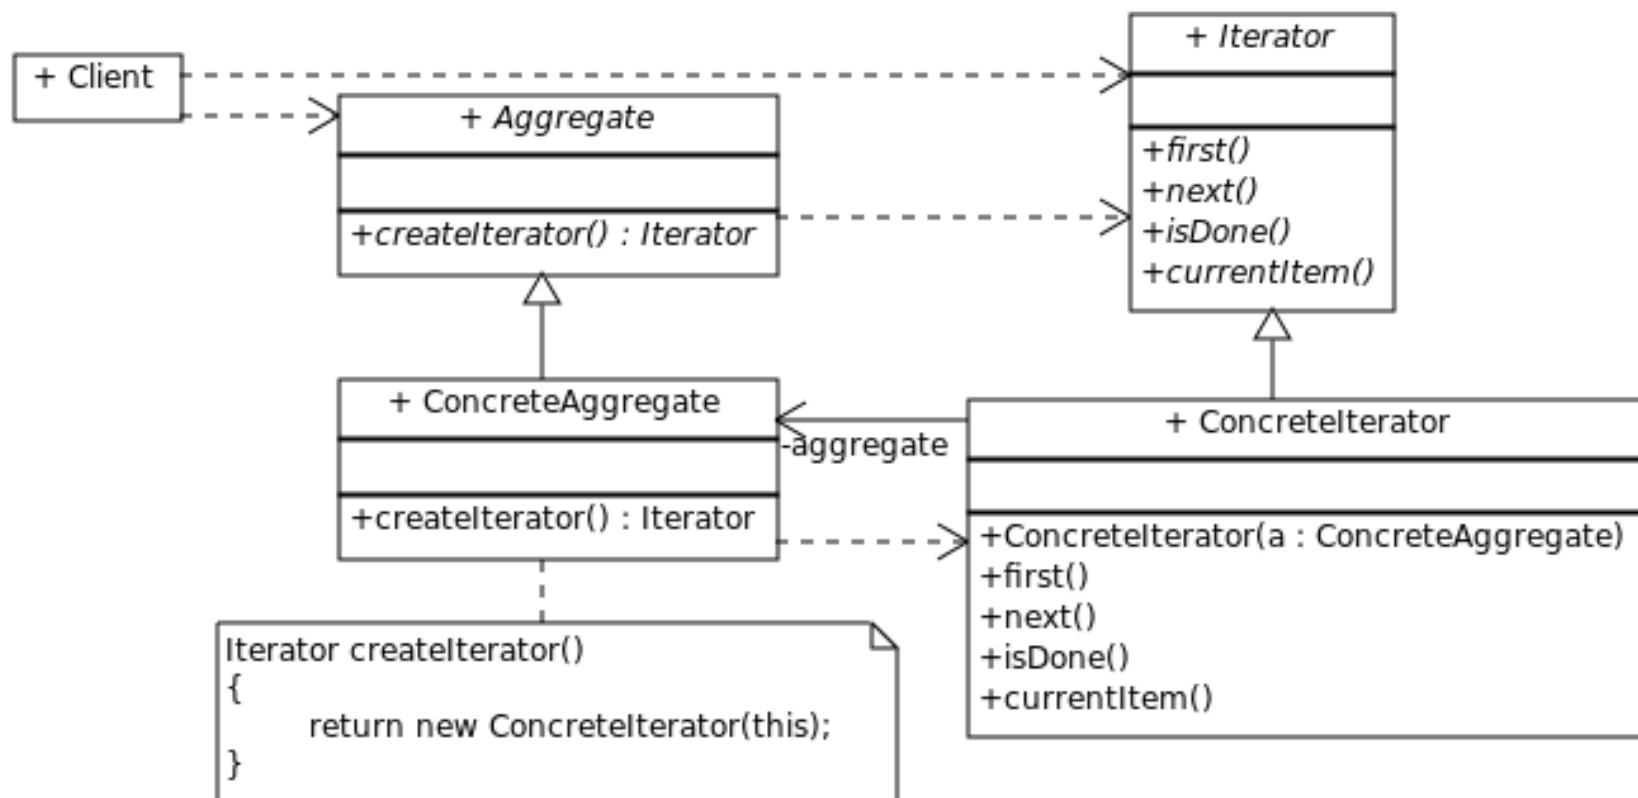 + Client
+ Iterator
+first()
+next()
+isDone()
+currentItem()
+ Aggregate
+createIterator() : Iterator
+ ConcreteAggregate
+createIterator() : Iterator
-aggregate
+ ConcreteIterator
+ConcreteIterator(a : ConcreteAggregate)
+first()
+next()
+isDone()
+currentItem()
Iterator createIterator()
{
return new ConcreteIterator(this);
}